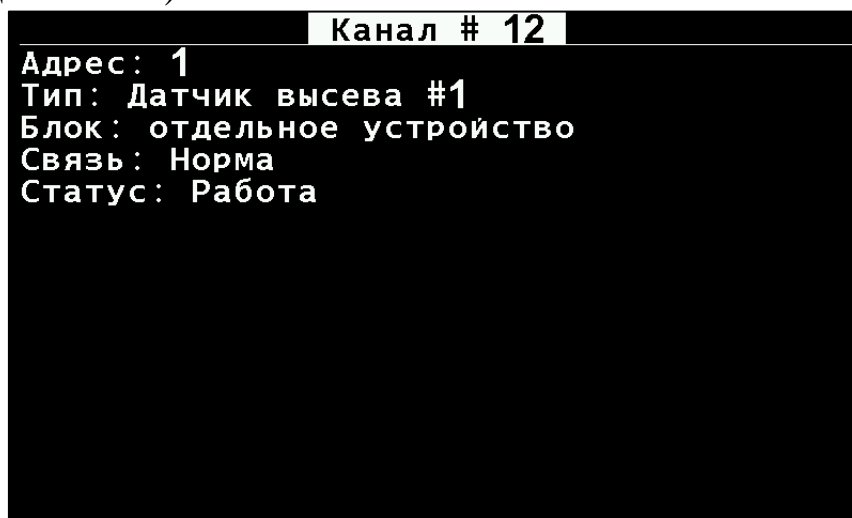 Канал # 12
Адрес: 1
Тип: Датчик высева #1
Блок: отдельное устройство
Связь: Норма
Статус: Работа